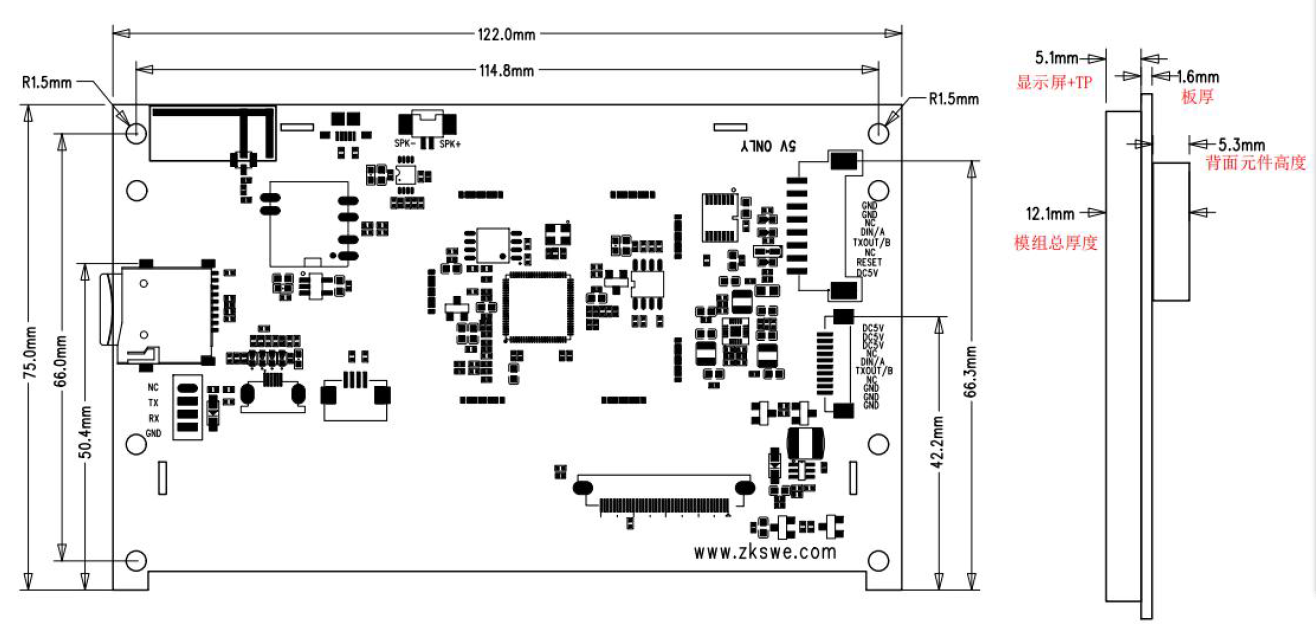 122.0mm
114.8mm
R1.5mm
R1.5mm
5.1mm
显示屏+TP
1.6mm
板厚
5.3mm
背面元件高度
12.1mm
模组总厚度
SPK-
SPK+
5V ONLY
GND
GND
NC
DIN/A
TXOUT/B
NC
RESET
DC5V
DC5V
DC5V
DC5V
NC
DIN/A
TXOUT/B
NC
GND
GND
GND
75.0mm
66.0mm
50.4mm
NC
TX
RX
GND
66.3mm
42.2mm
www.zkswe.com